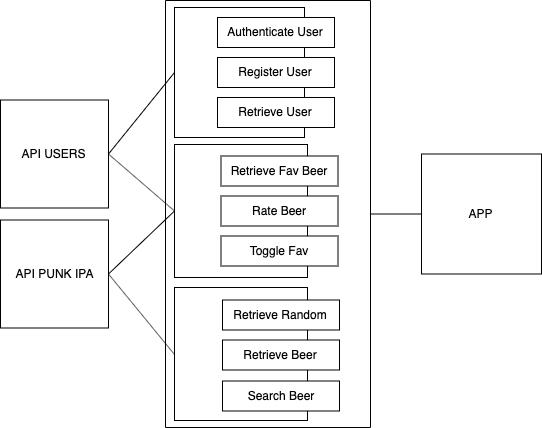 Authenticate User
Register User
Retrieve User
API USERS
Retrieve Fav Beer
Rate Beer
Toggle Fav
APP
API PUNK IPA
Retrieve Random
Retrieve Beer
Search Beer